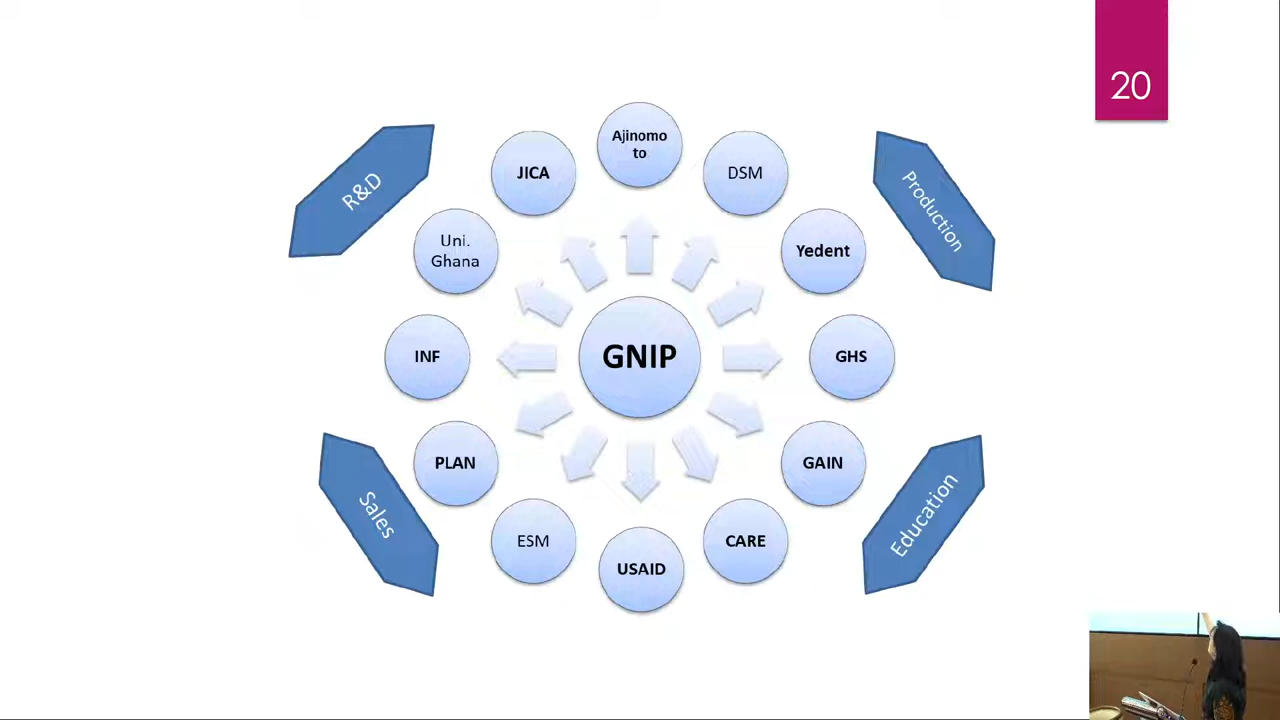 20
Ajinomo
to
JICA
DSM
R&D
Production
Uni.
Ghana
Yedent
INF
GNIP
GHS
PLAN
GAIN
Sales
Education
ESM
CARE
USAID